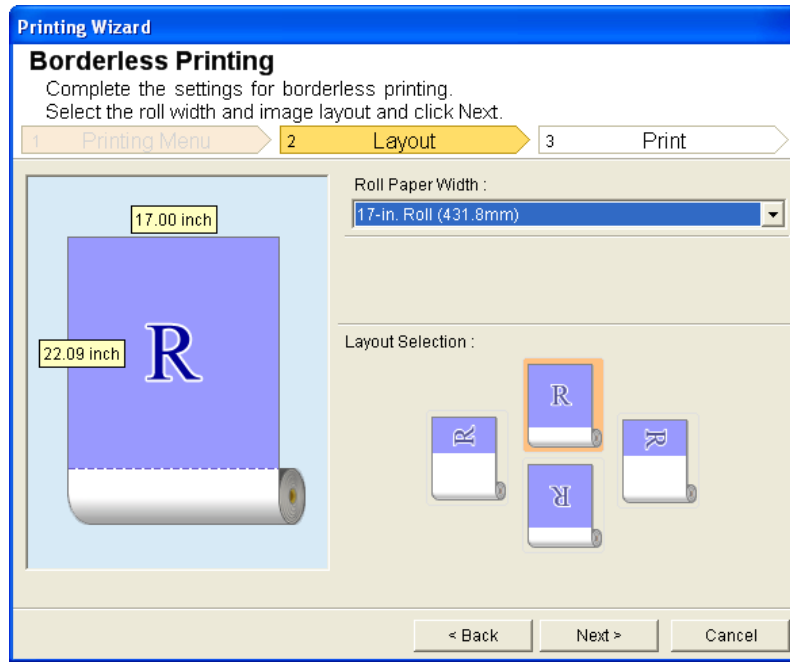 Printing Wizard
Borderless Printing
Complete the settings for borderless printing.
Select the roll width and image layout and click Next.
1 Printing Menu 2 Layout 3 Print
Roll Paper Width :
17-in. Roll (431.8mm)
17.00 inch
R
22.09 inch
Layout Selection :
R
R
R
R
< Back Next > Cancel